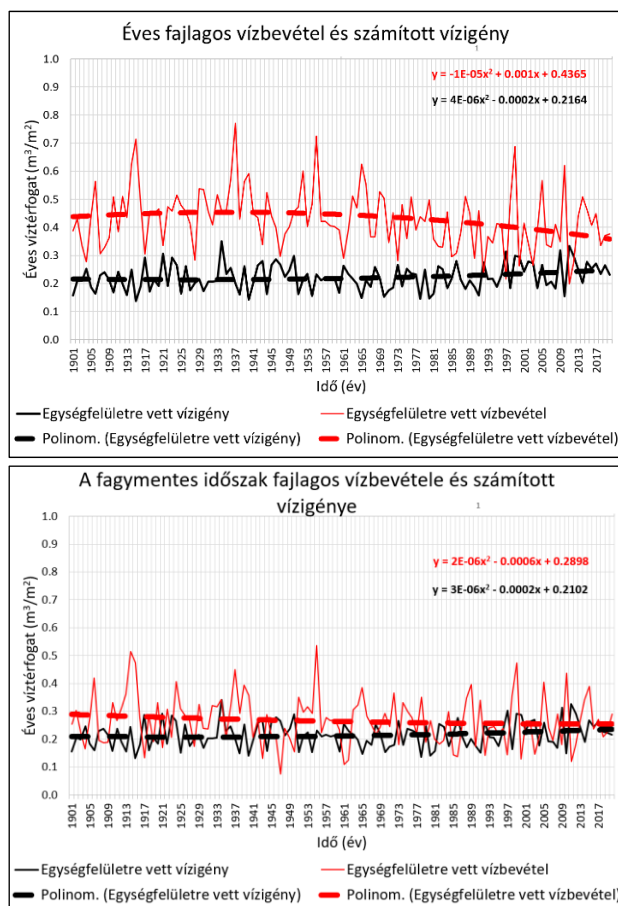 Éves fajlagos vízbevétel és számított vízigény
1
y = -1E-05x² + 0.001x + 0.4365
y = 4E-06x² - 0.0002x + 0.2164
Éves víztérfogat (m³/m²)
1.0
0.9
0.8
0.7
0.6
0.5
0.4
0.3
0.2
0.1
0.0
1901 1905 1909 1913 1917 1921 1925 1929 1933 1937 1941 1945 1949 1953 1957 1961 1965 1969 1973 1977 1981 1985 1989 1993 1997 2001 2005 2009 2013 2017
Idő (év)
Egységfelületre vett vízigény Egységfelületre vett vízbevétel
Polinom. (Egységfelületre vett vízigény) Polinom. (Egységfelületre vett vízbevétel)
A fagymentes időszak fajlagos vízbevétele és számított
vízigénye
1
y = 2E-06x² - 0.0006x + 0.2898
y = 3E-06x² - 0.0002x + 0.2102
Éves víztérfogat (m³/m²)
1.0
0.9
0.8
0.7
0.6
0.5
0.4
0.3
0.2
0.1
0.0
1901 1905 1909 1913 1917 1921 1925 1929 1933 1937 1941 1945 1949 1953 1957 1961 1965 1969 1973 1977 1981 1985 1989 1993 1997 2001 2005 2009 2013 2017
Idő (év)
Egységfelületre vett vízigény Egységfelületre vett vízbevétel
Polinom. (Egységfelületre vett vízigény) Polinom. (Egységfelületre vett vízbevétel)